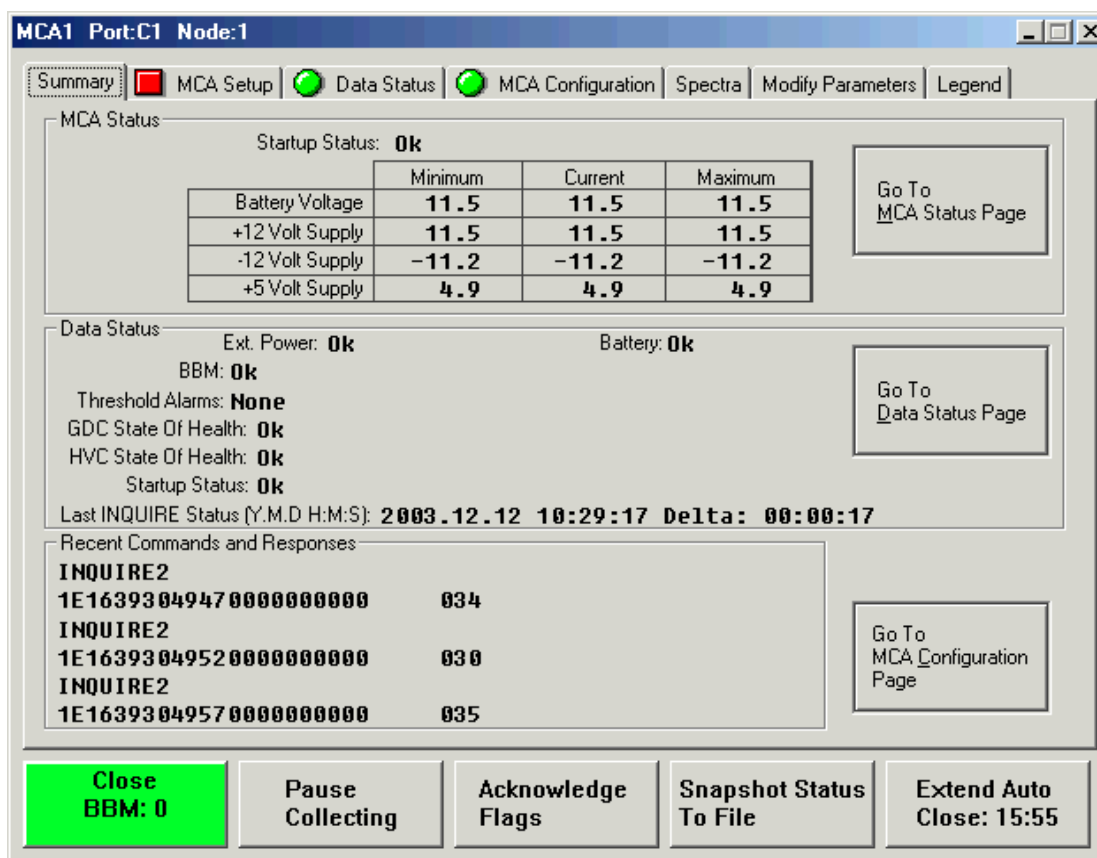 MCA1 Port:C1 Node:1
Summary MCA Setup Data Status MCA Configuration Spectra Modify Parameters Legend
MCA Status
Startup Status: Ok
Minimum Current Maximum
Battery Voltage 11.5 11.5 11.5
+12 Volt Supply 11.5 11.5 11.5
-12 Volt Supply -11.2 -11.2 -11.2
+5 Volt Supply 4.9 4.9 4.9
Go To
MCA Status Page
Data Status
Ext. Power: Ok Battery: Ok
BBM: Ok
Threshold Alarms: None
GDC State Of Health: Ok
HVC State Of Health: Ok
Startup Status: Ok
Last INQUIRE Status (Y.M.D H:M:S): 2003.12.12 10:29:17 Delta: 00:00:17
Go To
Data Status Page
Recent Commands and Responses
INQUIRE2
1E16393049470000000000 034
INQUIRE2
1E16393049520000000000 030
INQUIRE2
1E16393049570000000000 035
Go To
MCA Configuration
Page
Close
BBM: 0
Pause
Collecting
Acknowledge
Flags
Snapshot Status
To File
Extend Auto
Close: 15:55